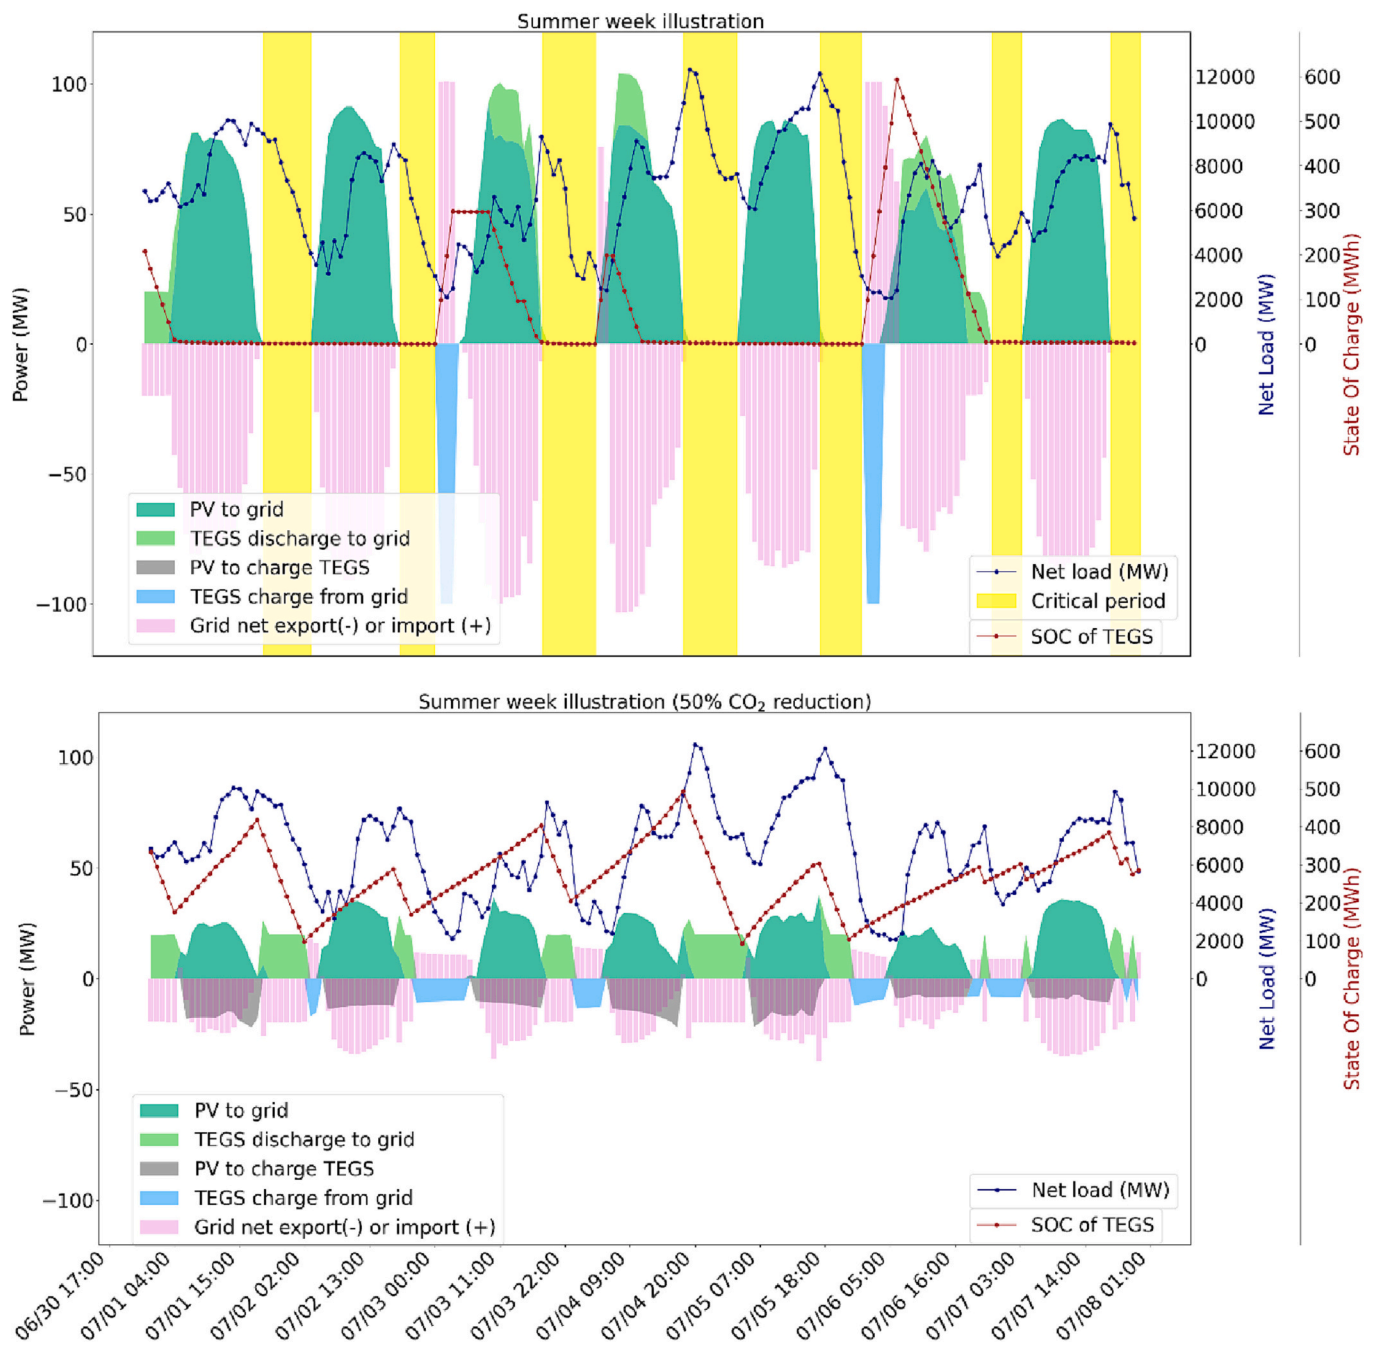 Summer week illustration
100
50
0
−50
−100
Power (MW)
12000
10000
8000
6000
4000
2000
0
Net Load (MW)
600
500
400
300
200
100
0
State Of Charge (MWh)
PV to grid
TEGS discharge to grid
PV to charge TEGS
TEGS charge from grid
Grid net export(-) or import (+)
Net load (MW)
Critical period
SOC of TEGS
Summer week illustration (50% CO₂ reduction)
100
50
0
−50
−100
Power (MW)
12000
10000
8000
6000
4000
2000
0
Net Load (MW)
600
500
400
300
200
100
0
State Of Charge (MWh)
PV to grid
TEGS discharge to grid
PV to charge TEGS
TEGS charge from grid
Grid net export(-) or import (+)
Net load (MW)
SOC of TEGS
06/30 17:00
07/01 04:00
07/01 15:00
07/02 02:00
07/02 13:00
07/03 00:00
07/03 11:00
07/03 22:00
07/04 09:00
07/04 20:00
07/05 07:00
07/05 18:00
07/06 05:00
07/06 16:00
07/07 03:00
07/07 14:00
07/08 01:00